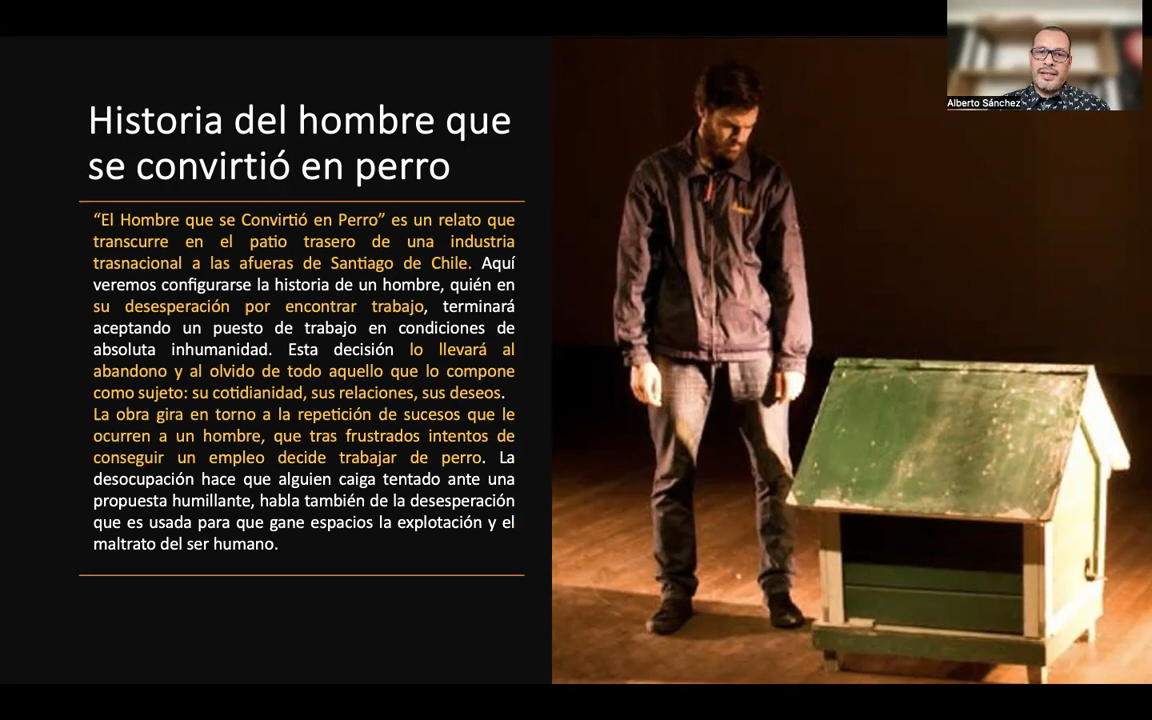 Historia del hombre que
se convirtió en perro
“El Hombre que se Convirtió en Perro” es un relato que
transcurre en el patio trasero de una industria
trasnacional a las afueras de Santiago de Chile. Aquí
veremos configurarse la historia de un hombre, quién en
su desesperación por encontrar trabajo, terminará
aceptando un puesto de trabajo en condiciones de
absoluta inhumanidad. Esta decisión lo llevará al
abandono y al olvido de todo aquello que lo compone
como sujeto: su cotidianidad, sus relaciones, sus deseos.
La obra gira en torno a la repetición de sucesos que le
ocurren a un hombre, que tras frustrados intentos de
conseguir un empleo decide trabajar de perro. La
desocupación hace que alguien caiga tentado ante una
propuesta humillante, habla también de la desesperación
que es usada para que gane espacios la explotación y el
maltrato del ser humano.
Alberto Sánchez